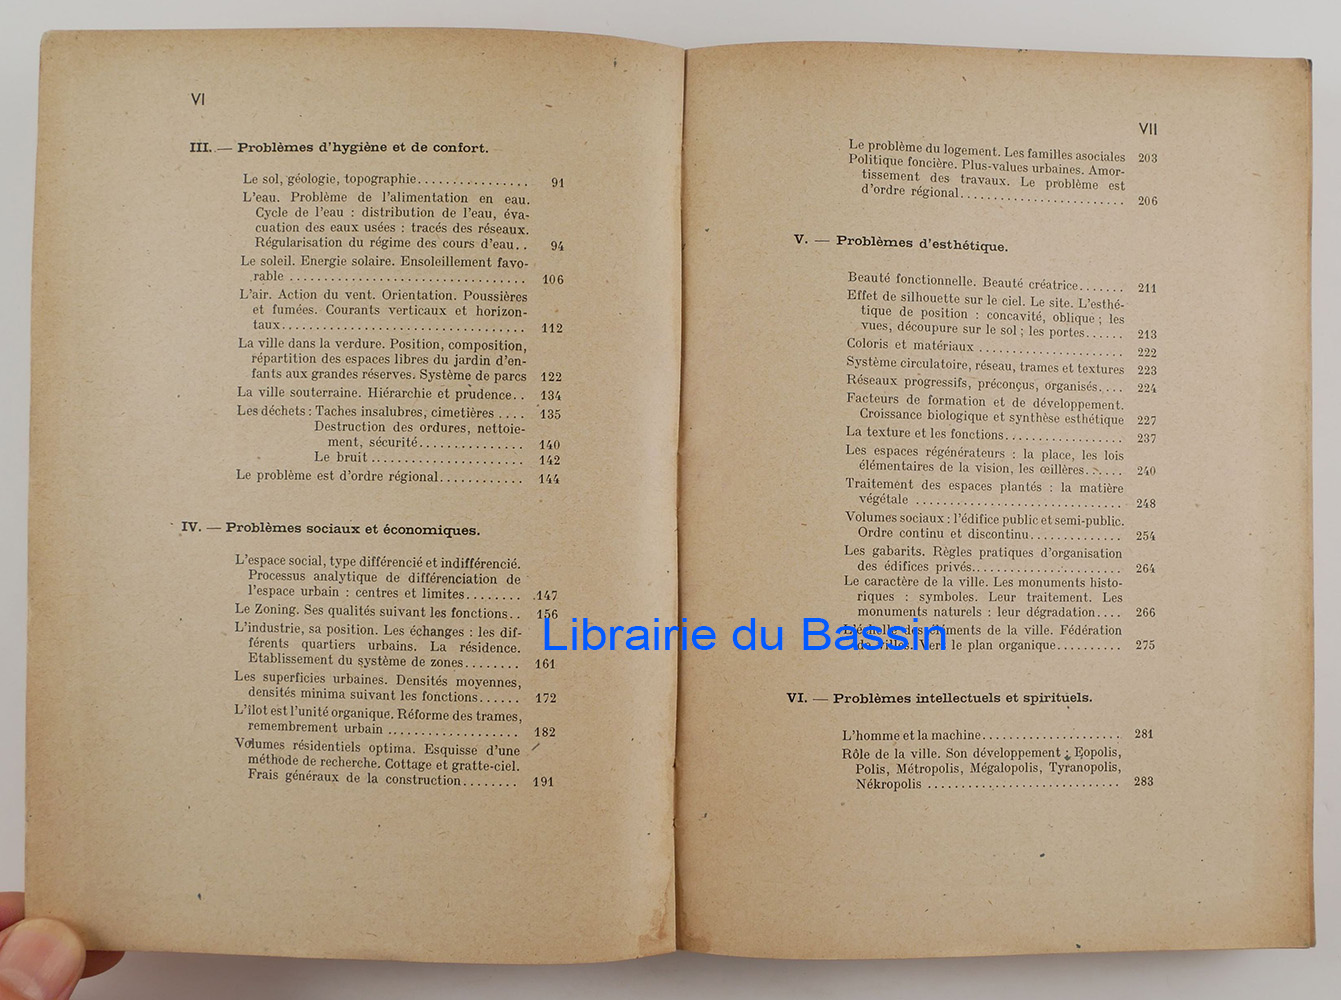 VI
III. — Problèmes d'hygiène et de confort.
Le sol, géologie, topographie................ 91
L'eau. Problème de l'alimentation en eau.
Cycle de l'eau : distribution de l'eau, éva-
cuation des eaux usées : tracés des réseaux.
Régularisation du régime des cours d'eau.. 94
Le soleil. Energie solaire. Ensoleillement favo-
rable ................................... 106
L'air. Action du vent. Orientation. Poussières
et fumées. Courants verticaux et horizon-
taux.................................... 112
La ville dans la verdure. Position, composition,
répartition des espaces libres du jardin d'en-
fants aux grandes réserves. Système de parcs 122
La ville souterraine. Hiérarchie et prudence.. 134
Les déchets : Taches insalubres, cimetières .... 135
Destruction des ordures, nettoie-
ment, sécurité................ 140
Le bruit ....................... 142
Le problème est d'ordre régional............ 144
IV. — Problèmes sociaux et économiques.
L'espace social, type différencié et indifférencié.
Processus analytique de différenciation de
l'espace urbain : centres et limites........ 147
Le Zoning. Ses qualités suivant les fonctions.. 156
L'industrie, sa position. Les échanges : les dif-
férents quartiers urbains. La résidence.
Etablissement du système de zones........ 161
Les superficies urbaines. Densités moyennes,
densités minima suivant les fonctions...... 172
L'îlot est l'unité organique. Réforme des trames,
remembrement urbain .................... 182
Volumes résidentiels optima. Esquisse d'une
méthode de recherche. Cottage et gratte-ciel.
Frais généraux de la construction........ 191
VII
Le problème du logement. Les familles asociales 203
Politique foncière. Plus-values urbaines. Amor-
tissement des travaux. Le problème est
d'ordre régional......................... 206
V. — Problèmes d'esthétique.
Beauté fonctionnelle. Beauté créatrice....... 211
Effet de silhouette sur le ciel. Le site. L'esthé-
tique de position : concavité, oblique ; les
vues, découpure sur le sol ; les portes...... 213
Coloris et matériaux ...................... 222
Système circulatoire, réseau, trames et textures 223
Réseaux progressifs, préconçus, organisés.... 224
Facteurs de formation et de développement.
Croissance biologique et synthèse esthétique 227
La texture et les fonctions.................. 237
Les espaces régénérateurs : la place, les lois
élémentaires de la vision, les œillères...... 240
Traitement des espaces plantés : la matière
végétale ............................... 248
Volumes sociaux : l'édifice public et semi-public.
Ordre continu et discontinu.............. 254
Les gabarits. Règles pratiques d'organisation
des édifices privés....................... 264
Le caractère de la ville. Les monuments histo-
riques : symboles. Leur traitement. Les
monuments naturels : leur dégradation.... 266
L'échelle des éléments de la ville. Fédération
de villes. Vers le plan organique.......... 275
VI. — Problèmes intellectuels et spirituels.
L'homme et la machine..................... 281
Rôle de la ville. Son développement : Eopolis,
Polis, Métropolis, Mégalopolis, Tyranopolis,
Nékropolis ............................. 283
Librairie du Bassin